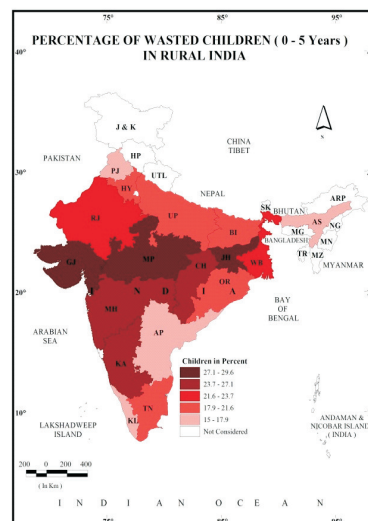 PERCENTAGE OF WASTED CHILDREN ( 0 - 5 Years )
IN RURAL INDIA
75° 85° 95°
40°
J & K
CHINA
TIBET
N
PAKISTAN
HP
PJ
UTL
30°
HY
NEPAL
SK
ARP
BHUTAN
RJ
UP
AS
NG
BI
BANGLADESH
MG
MN
GJ
MP
CH
JH
WB
TR
MZ
MYANMAR
OR
I N D I A
20°
MH
BAY
OF
BENGAL
ARABIAN
SEA
AP
KA
Children in Percent
27.1 - 29.6
23.7 - 27.1
21.6 - 23.7
17.9 - 21.6
15 - 17.9
Not Considered
TN
KL
10°
LAKSHADWEEP
ISLAND
ANDAMAN &
NICOBAR ISLAND
( INDIA )
200 0 200 400
( In Km )
I N D I A N O C E A N
75° 85° 95°